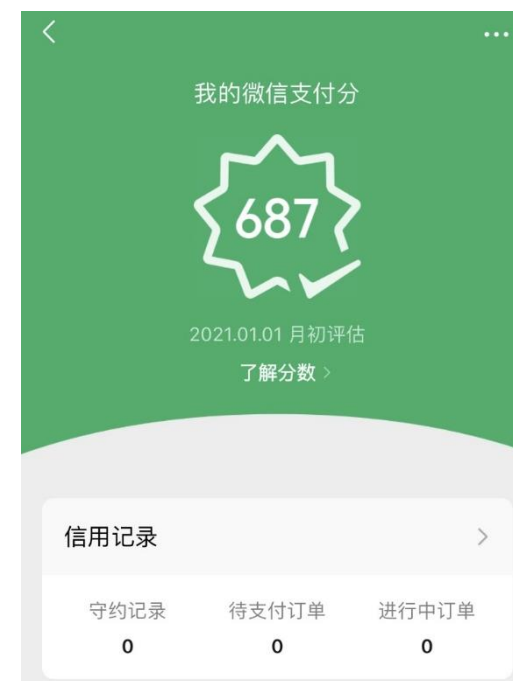 我的微信支付分
687
2021.01.01 月初评估
了解分数
信用记录
守约记录 待支付订单 进行中订单
0 0 0